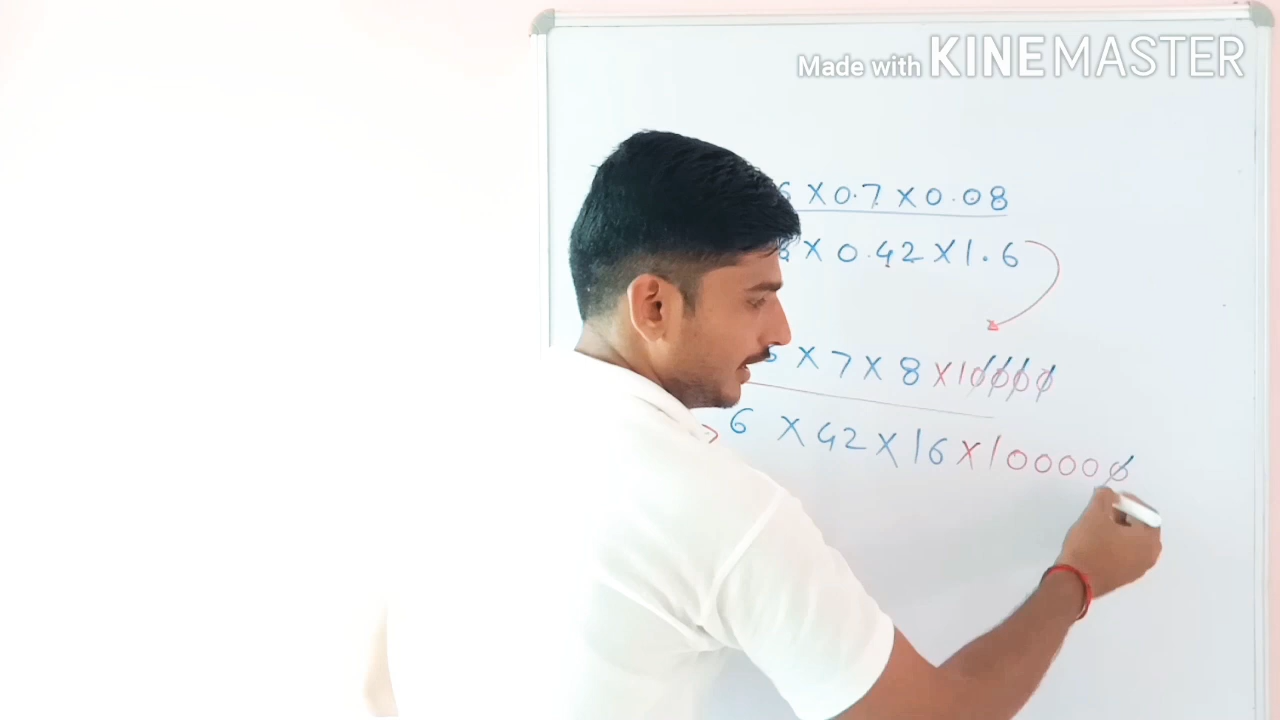 Made with KINEMASTER
6 X 0.7 X 0.08
X 0.42 X 1.6
X 7 X 8 X 10000
6 X 42 X 16 X 100000